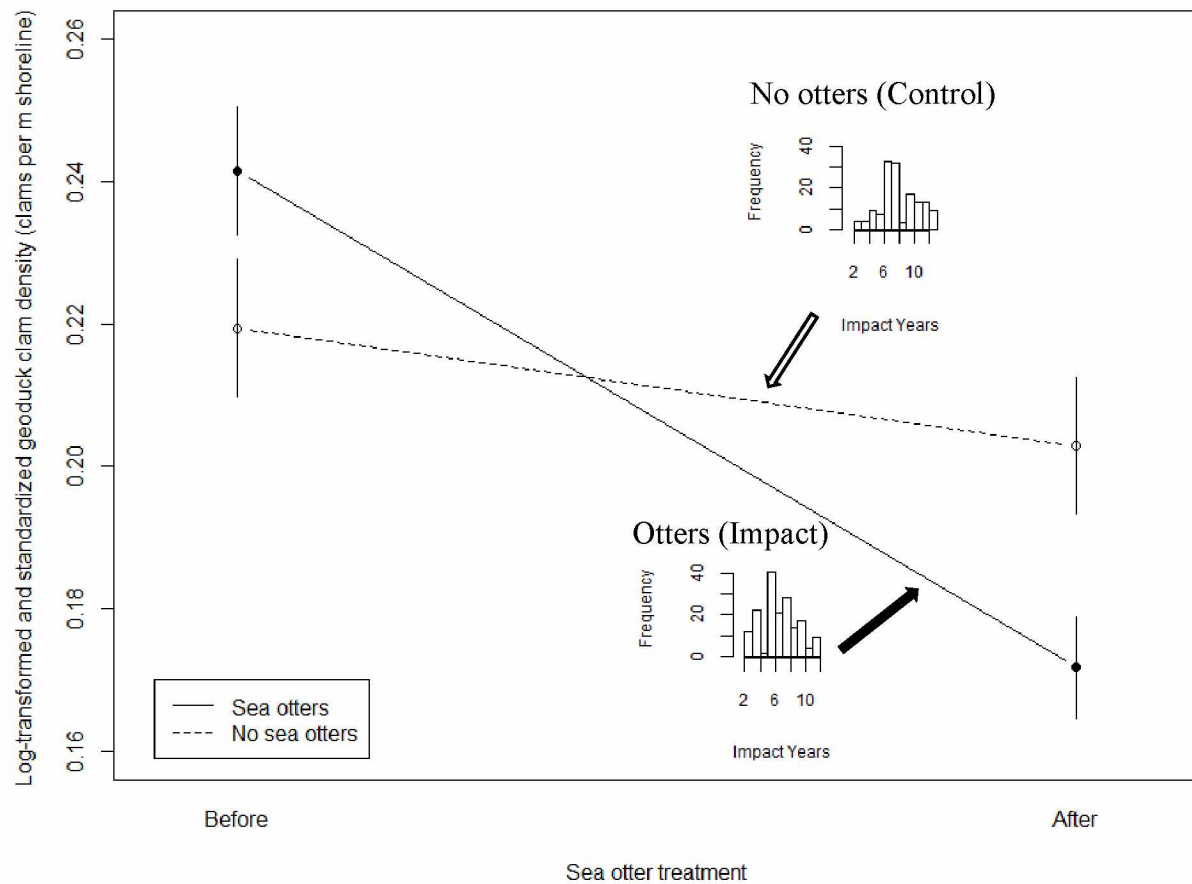 Log-transformed and standardized geoduck clam density (clams per m shoreline)
0.26
0.24
0.22
0.20
0.18
0.16
No otters (Control)
Frequency
40
20
0
2 6 10
Impact Years
Otters (Impact)
Frequency
40
20
0
2 6 10
Impact Years
Sea otters
No sea otters
Before After
Sea otter treatment